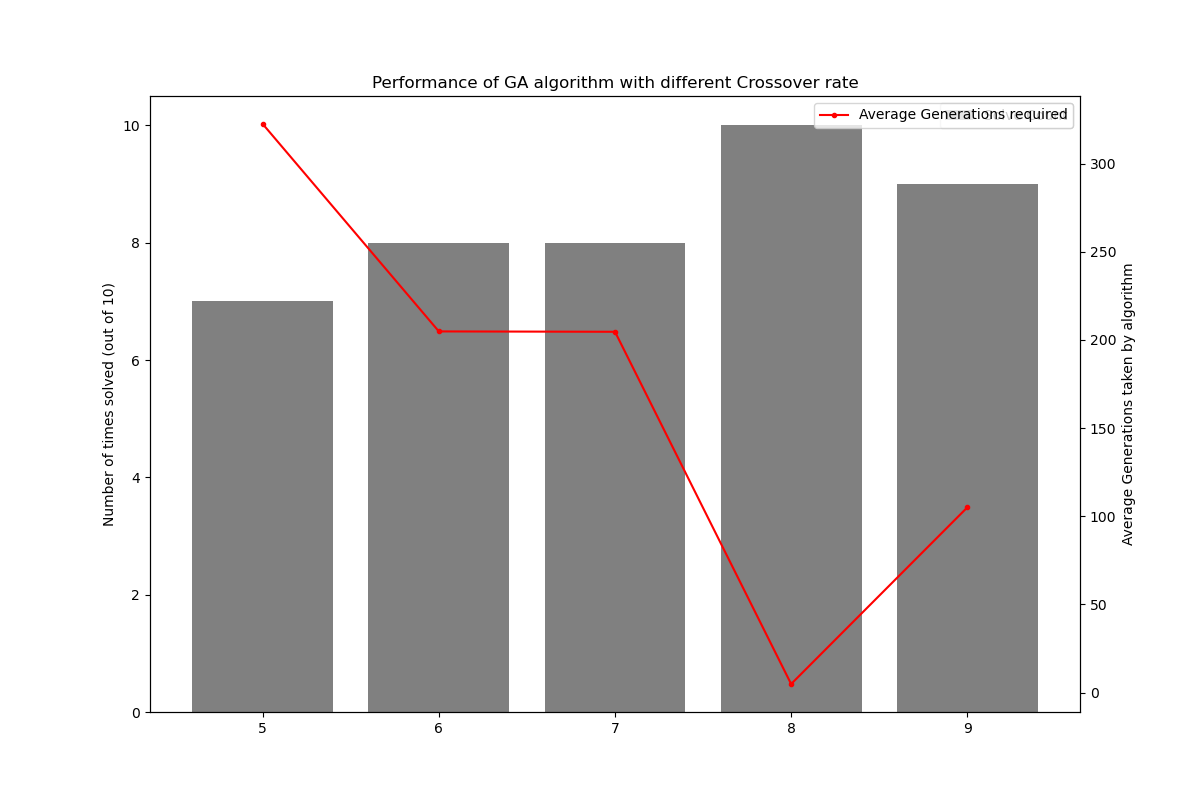 Performance of GA algorithm with different Crossover rate
Average Generations required
Number of times solved (out of 10)
10
8
6
4
2
0
300
250
200
150
100
50
0
Average Generations taken by algorithm
5 6 7 8 9